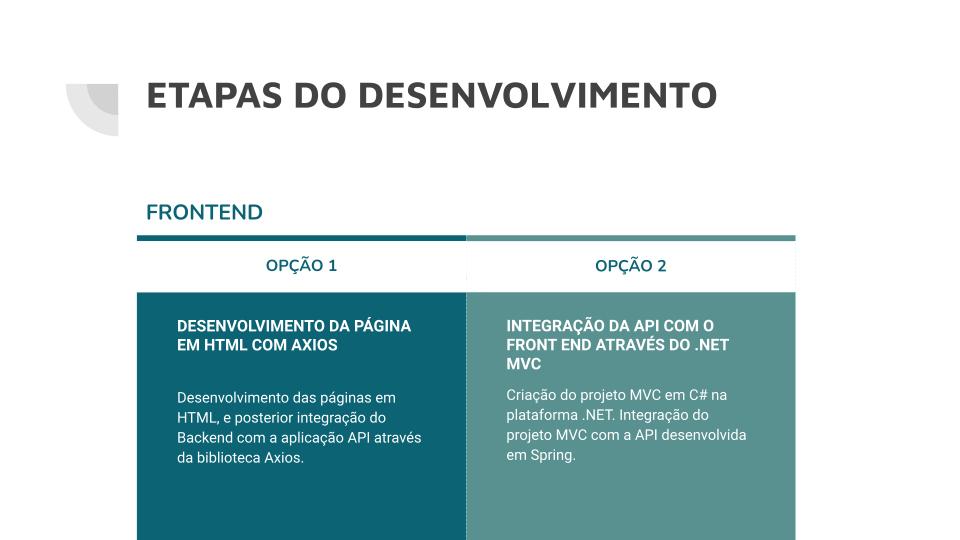 ETAPAS DO DESENVOLVIMENTO
FRONTEND
OPÇÃO 1
OPÇÃO 2
DESENVOLVIMENTO DA PÁGINA
EM HTML COM AXIOS
Desenvolvimento das páginas em
HTML, e posterior integração do
Backend com a aplicação API através
da biblioteca Axios.
INTEGRAÇÃO DA API COM O
FRONT END ATRAVÉS DO .NET
MVC
Criação do projeto MVC em C# na
plataforma .NET. Integração do
projeto MVC com a API desenvolvida
em Spring.